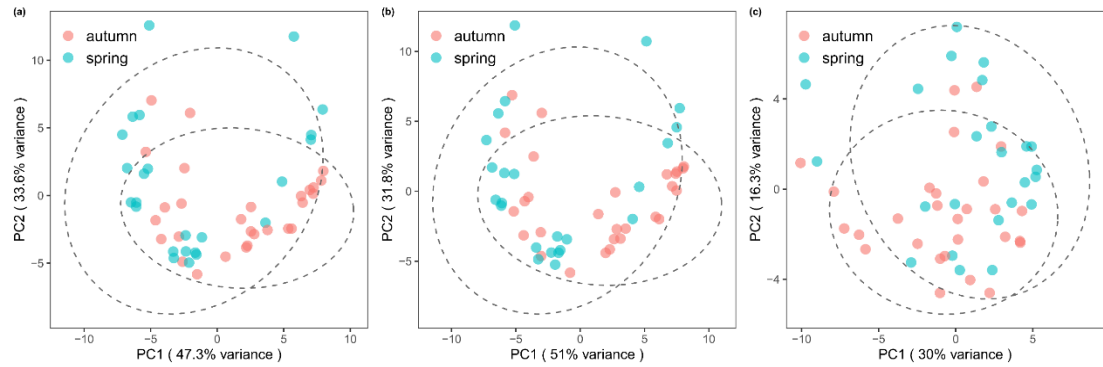 (a)
autumn
spring
10
5
0
−5
−10
−5
0
5
10
PC2 ( 33.6% variance )
PC1 ( 47.3% variance )
(b)
autumn
spring
10
5
0
−5
−10
−5
0
5
10
PC2 ( 31.8% variance )
PC1 ( 51% variance )
(c)
autumn
spring
4
0
−4
−10
−5
0
5
10
PC2 ( 16.3% variance )
PC1 ( 30% variance )